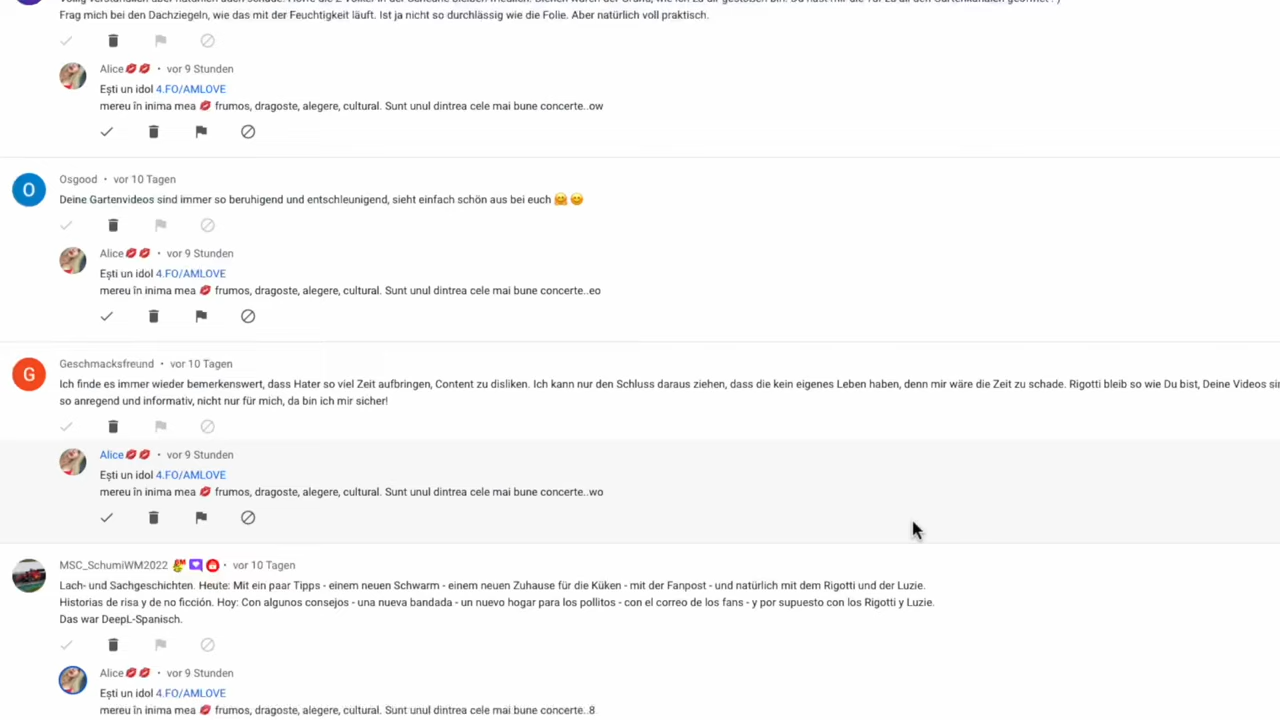 Frag mich bei den Dachziegeln, wie das mit der Feuchtigkeit läuft. Ist ja nicht so durchlässig wie die Folie. Aber natürlich voll praktisch.
Alice💋💋 • vor 9 Stunden
Ești un idol 4.FO/AMLOVE
mereu în inima mea 💋 frumos, dragoste, alegere, cultural. Sunt unul dintrea cele mai bune concerte..ow
O
Osgood • vor 10 Tagen
Deine Gartenvideos sind immer so beruhigend und entschleunigend, sieht einfach schön aus bei euch 🤗 😊
Alice💋💋 • vor 9 Stunden
Ești un idol 4.FO/AMLOVE
mereu în inima mea 💋 frumos, dragoste, alegere, cultural. Sunt unul dintrea cele mai bune concerte..eo
G
Geschmacksfreund • vor 10 Tagen
Ich finde es immer wieder bemerkenswert, dass Hater so viel Zeit aufbringen, Content zu disliken. Ich kann nur den Schluss daraus ziehen, dass die kein eigenes Leben haben, denn mir wäre die Zeit zu schade. Rigotti bleib so wie Du bist, Deine Videos
so anregend und informativ, nicht nur für mich, da bin ich mir sicher!
Alice💋💋 • vor 9 Stunden
Ești un idol 4.FO/AMLOVE
mereu în inima mea 💋 frumos, dragoste, alegere, cultural. Sunt unul dintrea cele mai bune concerte..wo
MSC_SchumiWM2022 • vor 10 Tagen
Lach- und Sachgeschichten. Heute: Mit ein paar Tipps - einem neuen Schwarm - einem neuen Zuhause für die Küken - mit der Fanpost - und natürlich mit dem Rigotti und der Luzie.
Historias de risa y de no ficción. Hoy: Con algunos consejos - una nueva bandada - un nuevo hogar para los pollitos - con el correo de los fans - y por supuesto con los Rigotti y Luzie.
Das war DeepL-Spanisch.
Alice💋💋 • vor 9 Stunden
Ești un idol 4.FO/AMLOVE
mereu în inima mea 💋 frumos, dragoste, alegere, cultural. Sunt unul dintrea cele mai bune concerte..8